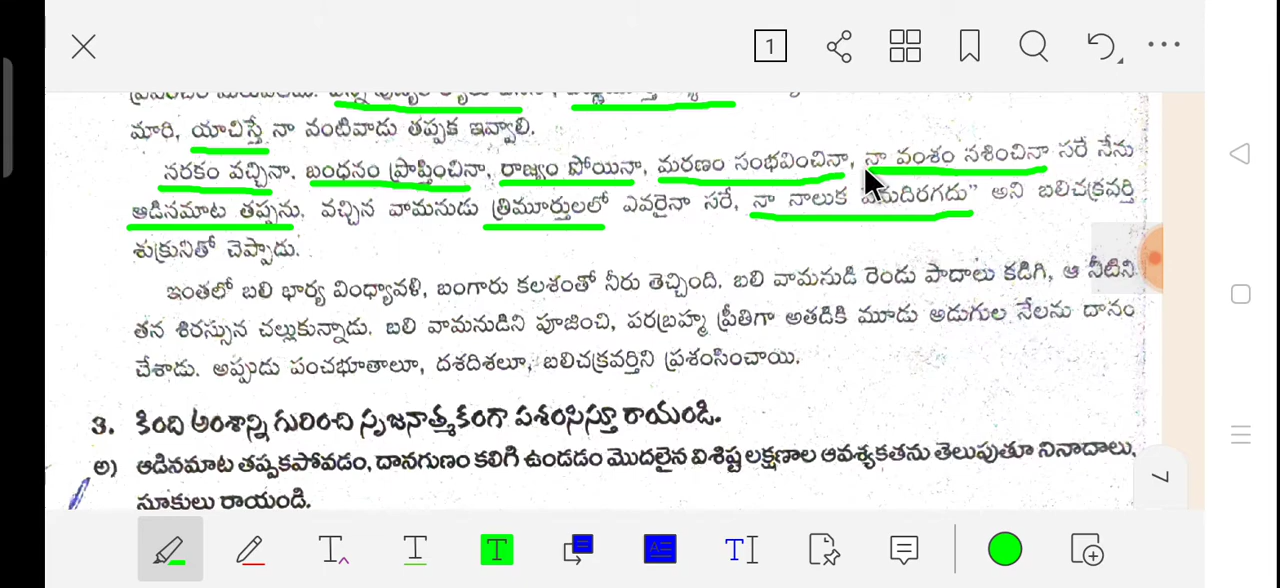 1
మారి, యాచిస్తే నా వంటివాడు తప్పక ఇవ్వాలి.
నరకం వచ్చినా. బంధనం ప్రాప్తించినా, రాజ్యం పోయినా, మరణం సంభవించినా, నా వంశం నశించినా సరే నేను
ఆడినమాట తప్పను. వచ్చిన వామనుడు త్రిమూర్తులలో ఎవరైనా సరే, నా నాలుక వెనుదిరగదు" అని బలిచక్రవర్తి
శుక్రునితో చెప్పాడు.
ఇంతలో బలి భార్య వింధ్యావళి, బంగారు కలశంతో నీరు తెచ్చింది. బలి వామనుడి రెండు పాదాలు కడిగి, ఆ నీటిని
తన శిరస్సున చల్లుకున్నాడు. బలి వామనుడిని పూజించి, పరబ్రహ్మ ప్రీతిగా అతడికి మూడు అడుగుల నేలను దానం
చేశాడు. అప్పుడు పంచభూతాలూ, దశదిశలూ, బలిచక్రవర్తిని ప్రశంసించాయి.
3. కింది అంశాన్ని గురించి సృజనాత్మకంగా పశంసిస్తూ రాయండి.
అ) ఆడినమాట తప్పకపోవడం, దానగుణం కలిగి ఉండడం మొదలైన విశిష్ట లక్షణాల ఆవశ్యకతను తెలుపుతూ నినాదాలు,
సూక్తులు రాయండి.
7